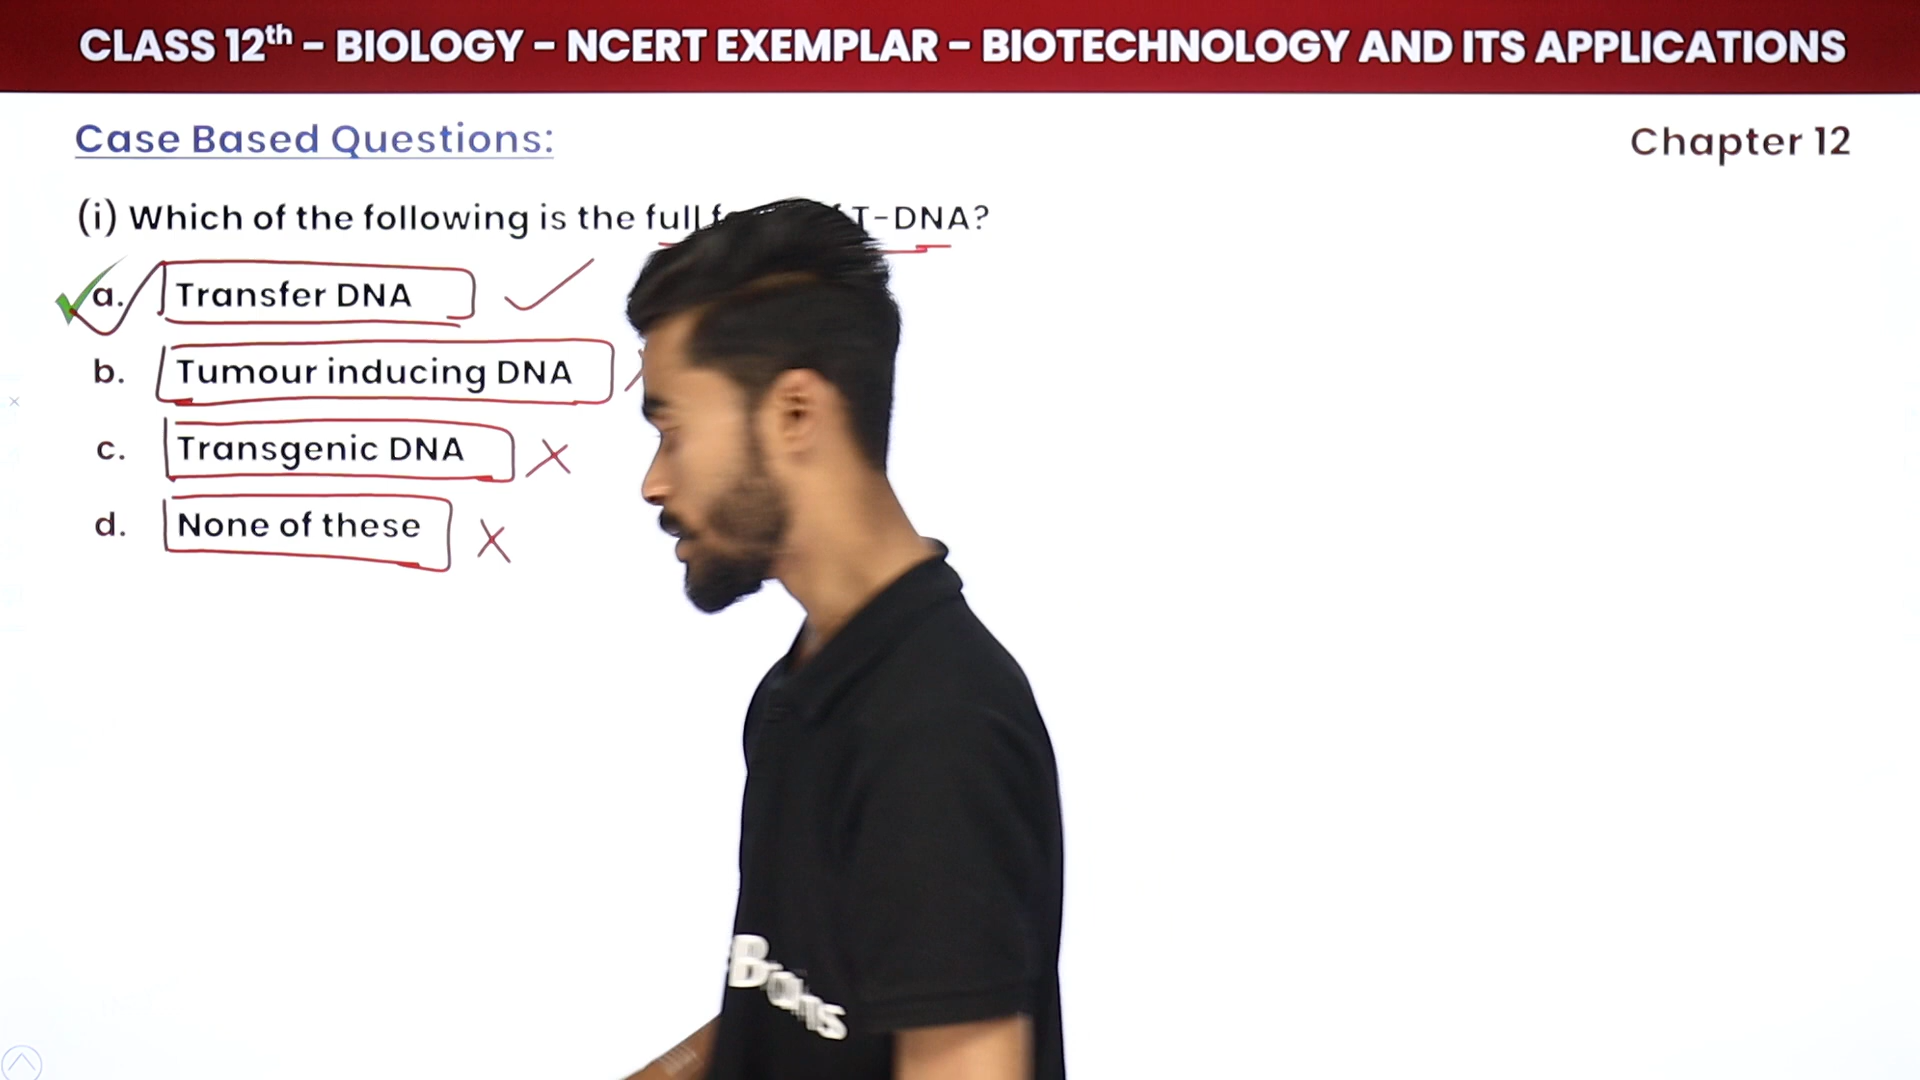 CLASS 12th – BIOLOGY – NCERT EXEMPLAR – BIOTECHNOLOGY AND ITS APPLICATIONS
Case Based Questions:
Chapter 12
(i) Which of the following is the full T-DNA?
a. Transfer DNA
b. Tumour inducing DNA
c. Transgenic DNA
d. None of these
Brains